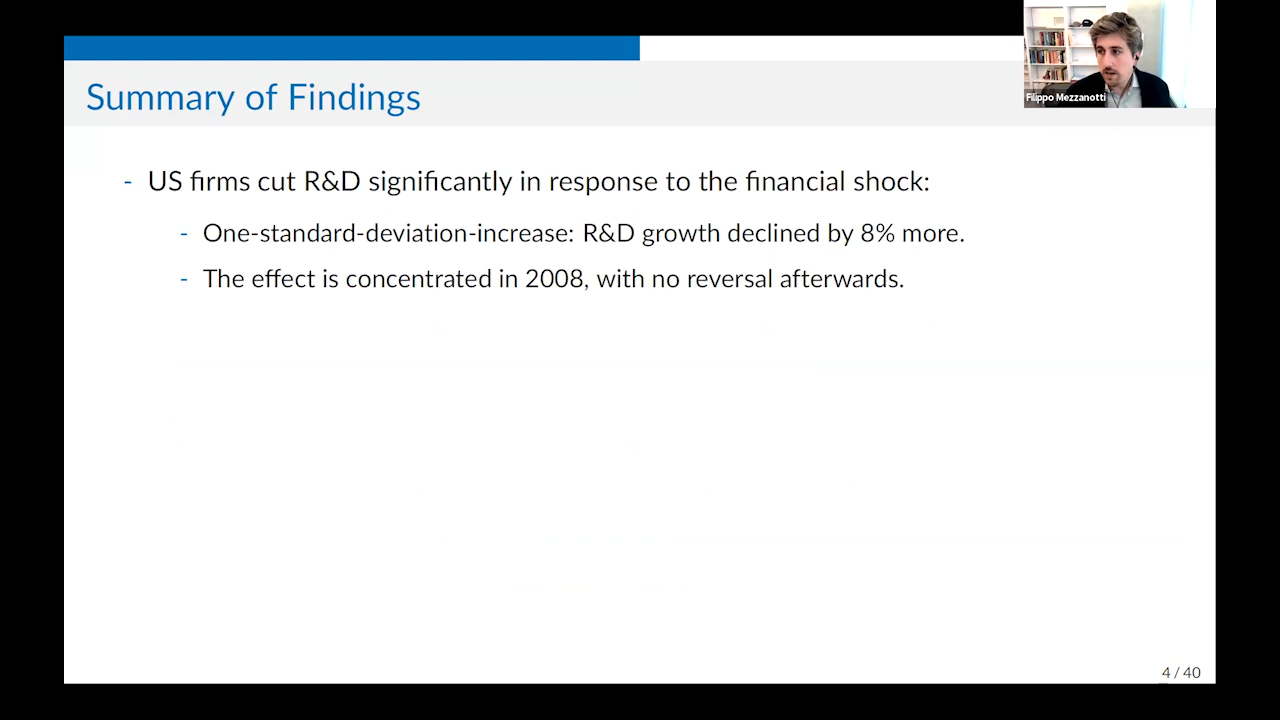 Summary of Findings
Filippo Mezzanotti
- US firms cut R&D significantly in response to the financial shock:
- One-standard-deviation-increase: R&D growth declined by 8% more.
- The effect is concentrated in 2008, with no reversal afterwards.
4 / 40